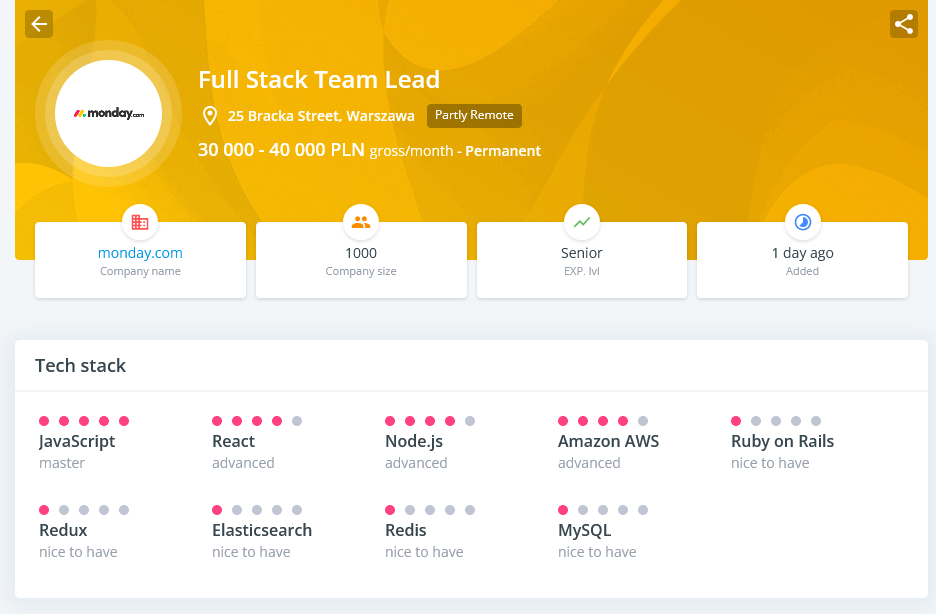 monday.com
Full Stack Team Lead
25 Bracka Street, Warszawa Partly Remote
30 000 - 40 000 PLN gross/month - Permanent
monday.com
Company name
1000
Company size
Senior
EXP. lvl
1 day ago
Added
Tech stack
JavaScript
master
React
advanced
Node.js
advanced
Amazon AWS
advanced
Ruby on Rails
nice to have
Redux
nice to have
Elasticsearch
nice to have
Redis
nice to have
MySQL
nice to have